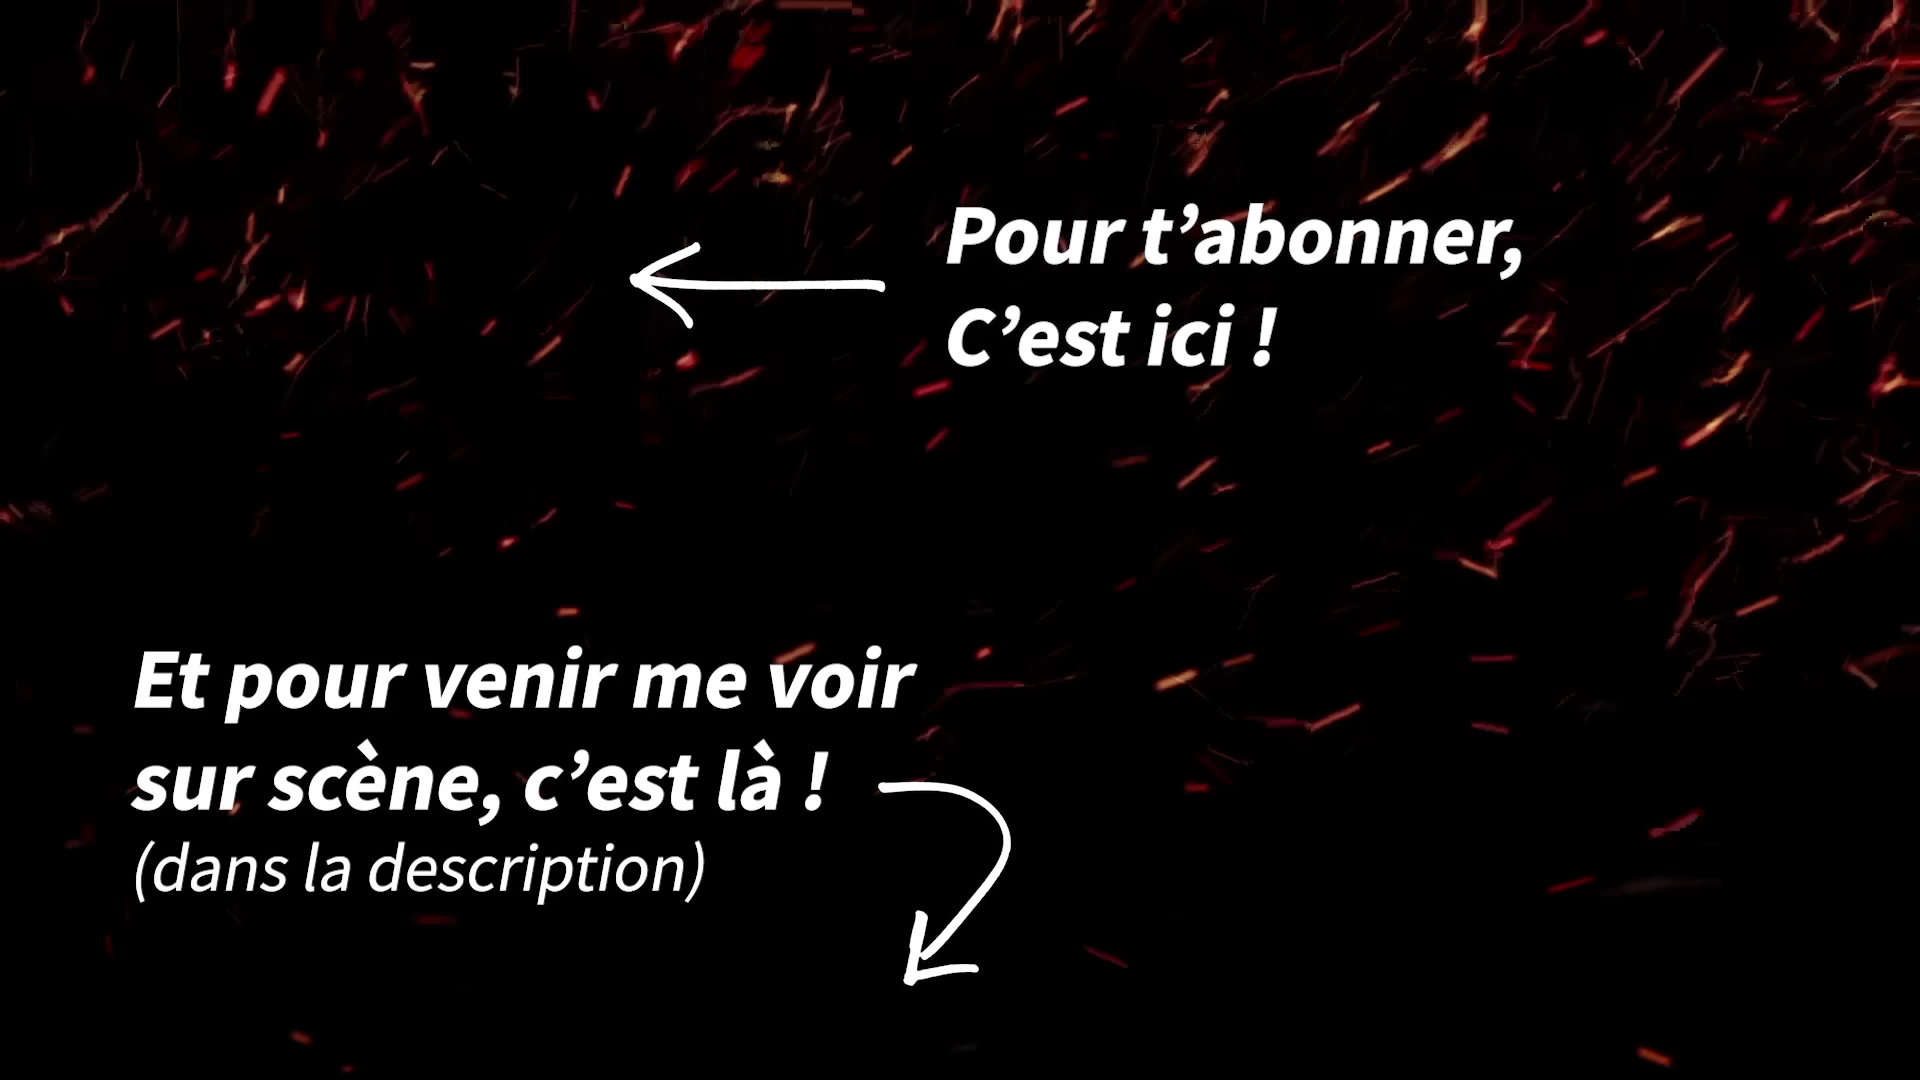 Pour t’abonner,
C’est ici !
Et pour venir me voir
sur scène, c’est là !
(dans la description)